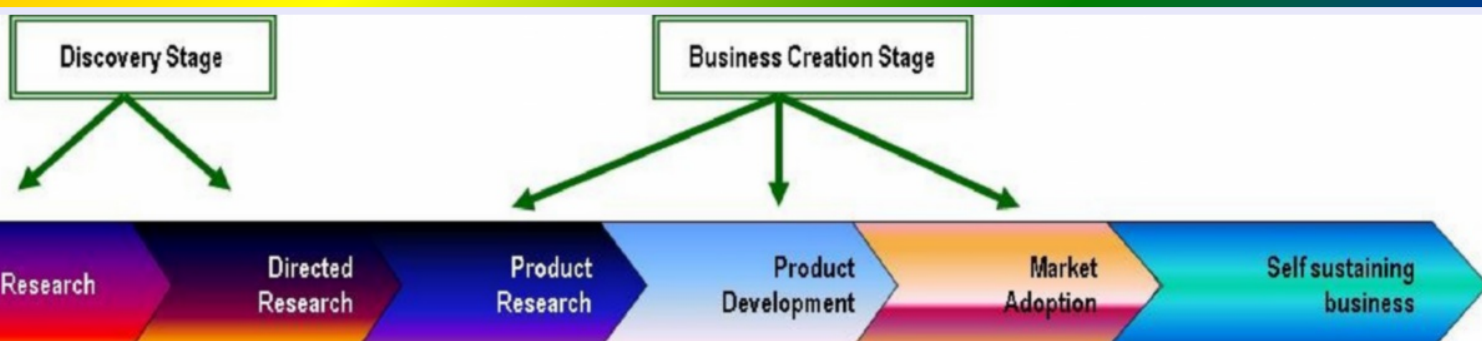 Discovery Stage
Business Creation Stage
Research
Directed
Research
Product
Research
Product
Development
Market
Adoption
Self sustaining
business